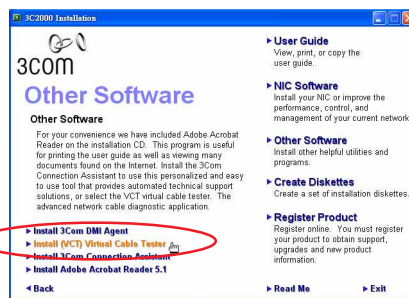 3C2000 Installation
3COM
Other Software
Other Software
For your convenience we have included Adobe Acrobat
Reader on the installation CD. This program is useful
for printing the user guide as well as viewing many
documents found on the Internet. Install the 3Com
Connection Assistant to use this personalized and easy
to use tool that provides automated technical support
solutions, or select the VCT virtual cable tester. The
advanced network cable diagnostic application.
Install 3Com DMI Agent
Install (VCT) Virtual Cable Tester
Install 3Com Connection Assistant
Install Adobe Acrobat Reader 5.1
Back
User Guide
View, print, or copy the
user guide.
NIC Software
Install your NIC or improve the
performance, control, and
management of your current network
Other Software
Install other helpful utilities and
programs.
Create Diskettes
Create a set of installation diskettes.
Register Product
Register online. You must register
your product to obtain support,
upgrades and new product
information.
Read Me
Exit